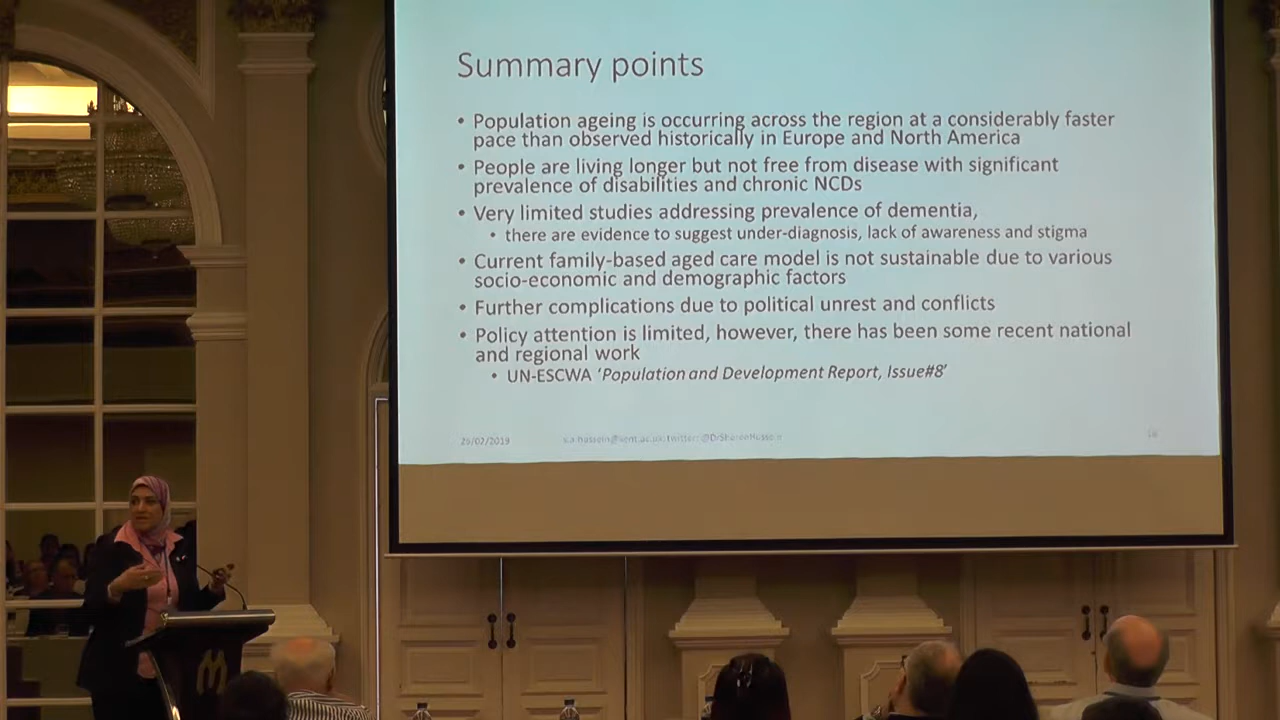 Summary points
• Population ageing is occurring across the region at a considerably faster
pace than observed historically in Europe and North America
• People are living longer but not free from disease with significant
prevalence of disabilities and chronic NCDs
• Very limited studies addressing prevalence of dementia,
• there are evidence to suggest under-diagnosis, lack of awareness and stigma
• Current family-based aged care model is not sustainable due to various
socio-economic and demographic factors
• Further complications due to political unrest and conflicts
• Policy attention is limited, however, there has been some recent national
and regional work
• UN-ESCWA ‘Population and Development Report, Issue#8’
26/02/2019